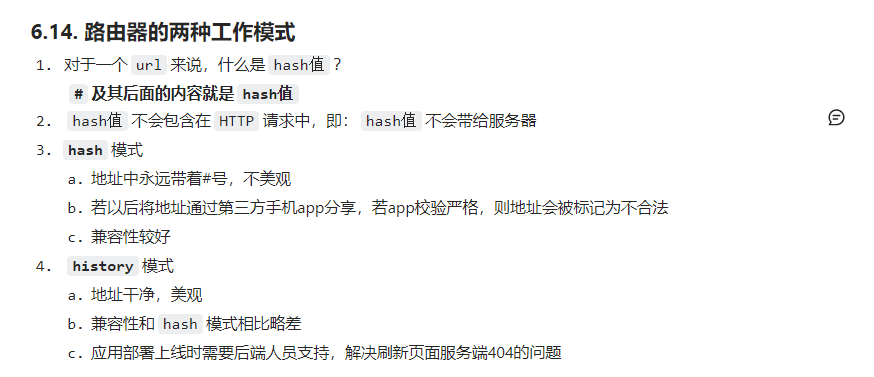 6.14. 路由器的两种工作模式
1. 对于一个 url 来说，什么是 hash值？
# 及其后面的内容就是 hash值
2. hash值 不会包含在 HTTP 请求中，即： hash值 不会带给服务器
3. hash 模式
a. 地址中永远带着#号，不美观
b. 若以后将地址通过第三方手机app分享，若app校验严格，则地址会被标记为不合法
c. 兼容性较好
4. history 模式
a. 地址干净，美观
b. 兼容性和 hash 模式相比略差
c. 应用部署上线时需要后端人员支持，解决刷新页面服务端404的问题